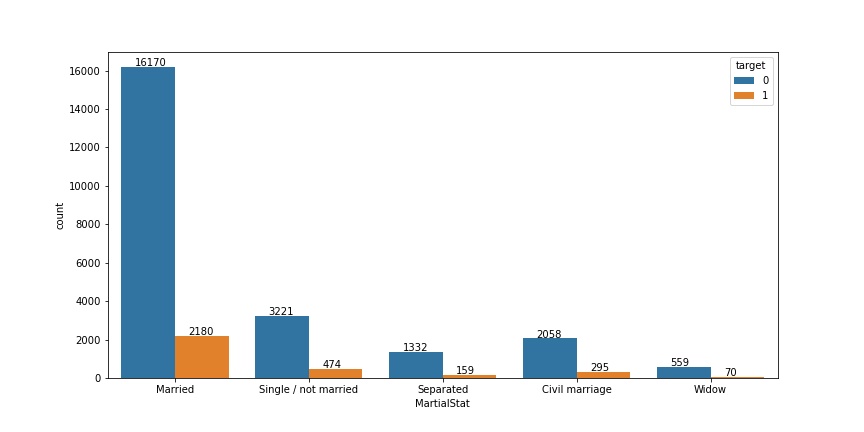 16170
2180
3221
474
1332
159
2058
295
559
70
target
0
1
16000
14000
12000
10000
8000
6000
4000
2000
0
count
Married
Single / not married
Separated
Civil marriage
Widow
MartialStat